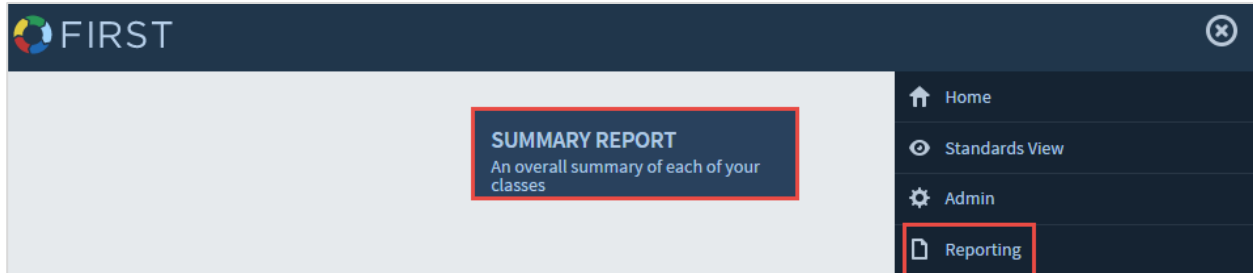 FIRST
SUMMARY REPORT
An overall summary of each of your
classes
Home
Standards View
Admin
Reporting